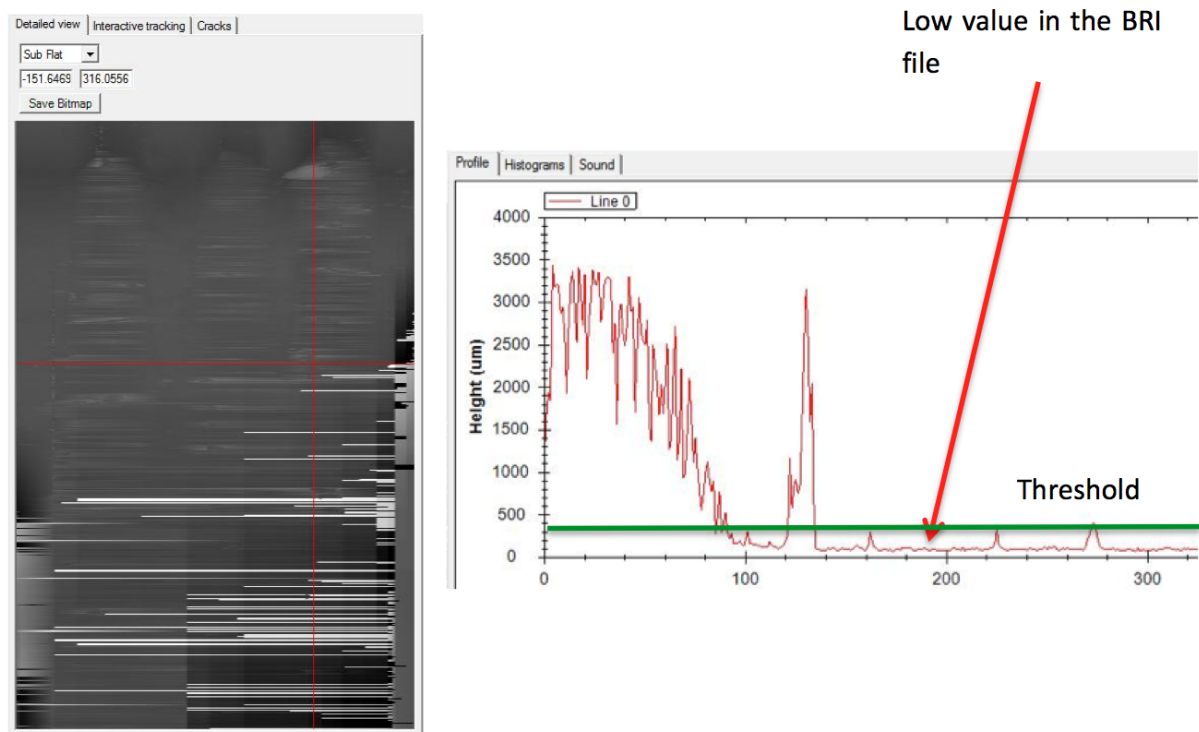 Detailed view Interactive tracking Cracks
Sub Flat
-151.6469 316.0556
Save Bitmap
Low value in the BRI
file
Profile Histograms Sound
Line 0
4000
3500
3000
2500
2000
1500
1000
500
0
Height (um)
Threshold
0 100 200 300